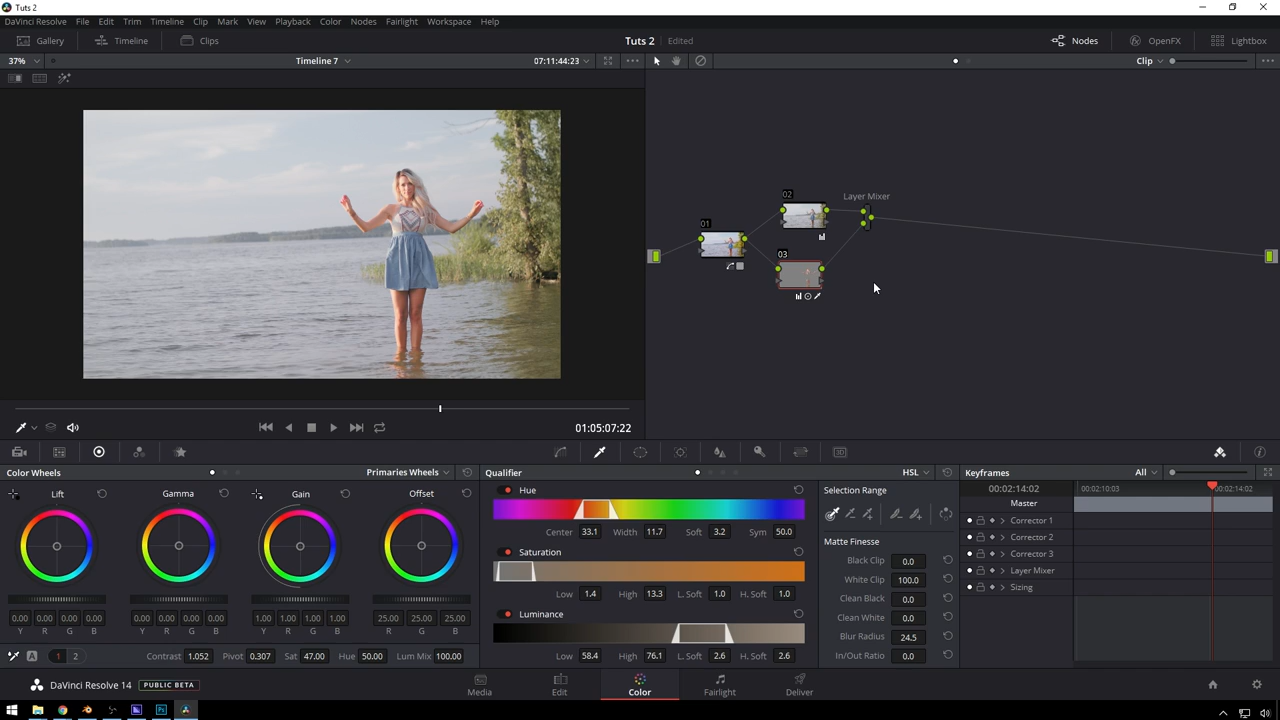 Tuts 2
DaVinci Resolve File Edit Trim Timeline Clip Mark View Playback Color Nodes Fairlight Workspace Help
Gallery Timeline Clips Tuts 2 Edited Nodes OpenFX Lightbox
37% Timeline 7 07:11:44:23 Clip
02 Layer Mixer
01
03
01:05:07:22
Color Wheels Primaries Wheels Qualifier HSL Keyframes All
Lift Gamma Gain Offset
Hue Selection Range 00:02:14:02 00:02:10:03 00:02:14:02
Master
Center 33.1 Width 11.7 Soft 3.2 Sym 50.0
Corrector 1
Corrector 2
Corrector 3
Layer Mixer
Sizing
Saturation
Low 1.4 High 13.3 L. Soft 1.0 H. Soft 1.0
Luminance
Low 58.4 High 76.1 L. Soft 2.6 H. Soft 2.6
Matte Finesse
Black Clip 0.0
White Clip 100.0
Clean Black 0.0
Clean White 0.0
Blur Radius 24.5
In/Out Ratio 0.0
0.00 0.00 0.00 0.00 0.00 0.00 0.00 0.00 1.00 1.00 1.00 1.00 25.00 25.00 25.00
Y R G B Y R G B Y R G B R G B
A 1 2 Contrast 1.052 Pivot 0.307 Sat 47.00 Hue 50.00 Lum Mix 100.00
DaVinci Resolve 14 PUBLIC BETA Media Edit Color Fairlight Deliver